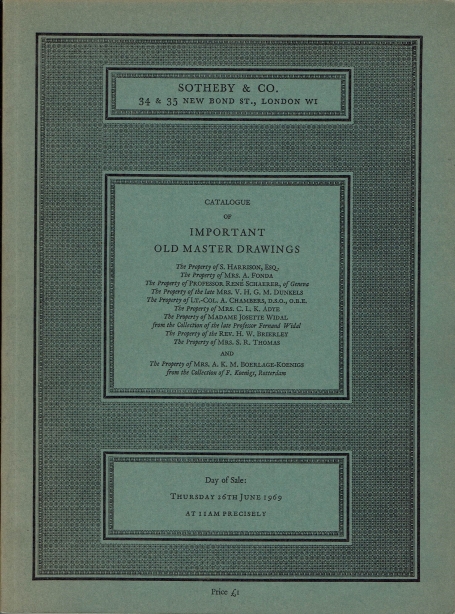 SOTHEBY & CO.
34 & 35 NEW BOND ST., LONDON W1
CATALOGUE
OF
IMPORTANT
OLD MASTER DRAWINGS
The Property of S. HARRISON, ESQ.
The Property of MRS. A. FONDA
The Property of PROFESSOR RENÉ SCHAERER, of Geneva
The Property of the late MRS. V. H. G. M. DUNKELS
The Property of LT.-COL. A. CHAMBERS, D.S.O., O.B.E.
The Property of MRS. C. L. K. ADYE
The Property of MADAME JOSETTE WIDAL
from the Collection of the late Professor Fernand Widal
The Property of the REV. H. W. BRIERLEY
The Property of MRS. S. R. THOMAS
AND
The Property of MRS. A. K. M. BOERLAGE-KOENIGS
from the Collection of F. Koenigs, Rotterdam
Day of Sale:
THURSDAY 26TH JUNE 1969
AT 11AM PRECISELY
Price £1